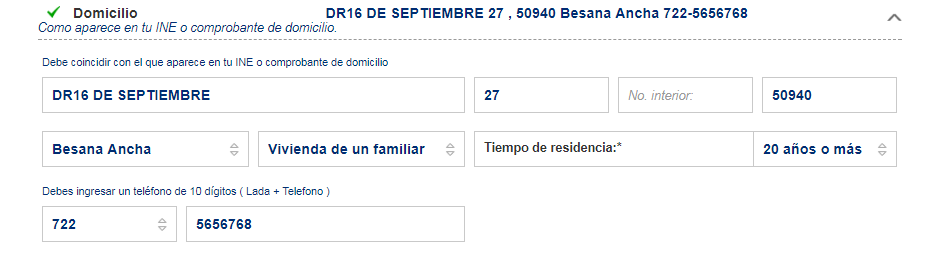 Domicilio DR16 DE SEPTIEMBRE 27 , 50940 Besana Ancha 722-5656768
Como aparece en tu INE o comprobante de domicilio.
Debe coincidir con el que aparece en tu INE o comprobante de domicilio
DR16 DE SEPTIEMBRE 27 No. interior: 50940
Besana Ancha Vivienda de un familiar Tiempo de residencia:* 20 años o más
Debes ingresar un teléfono de 10 dígitos ( Lada + Telefono )
722 5656768